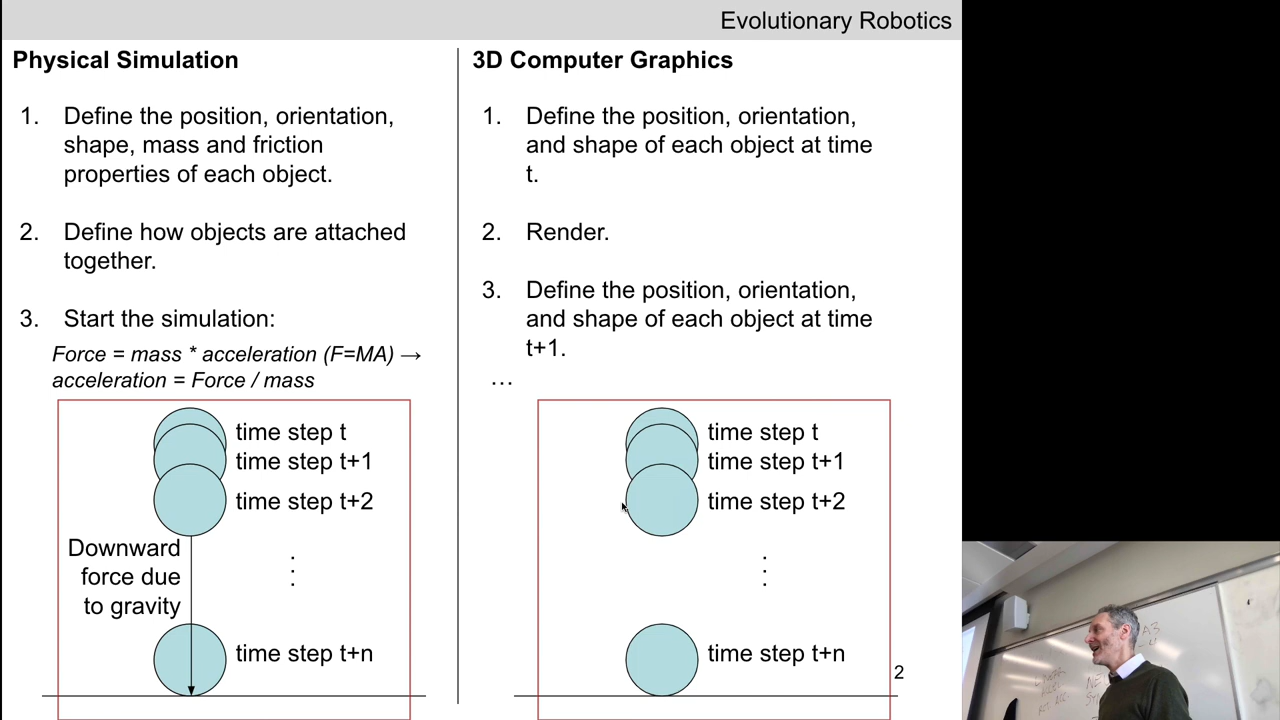 Evolutionary Robotics
Physical Simulation
1. Define the position, orientation,
shape, mass and friction
properties of each object.
2. Define how objects are attached
together.
3. Start the simulation:
Force = mass * acceleration (F=MA) →
acceleration = Force / mass
time step t
time step t+1
time step t+2
Downward
force due
to gravity
⋮
time step t+n
3D Computer Graphics
1. Define the position, orientation,
and shape of each object at time
t.
2. Render.
3. Define the position, orientation,
and shape of each object at time
t+1.
…
time step t
time step t+1
time step t+2
⋮
time step t+n
2
A3